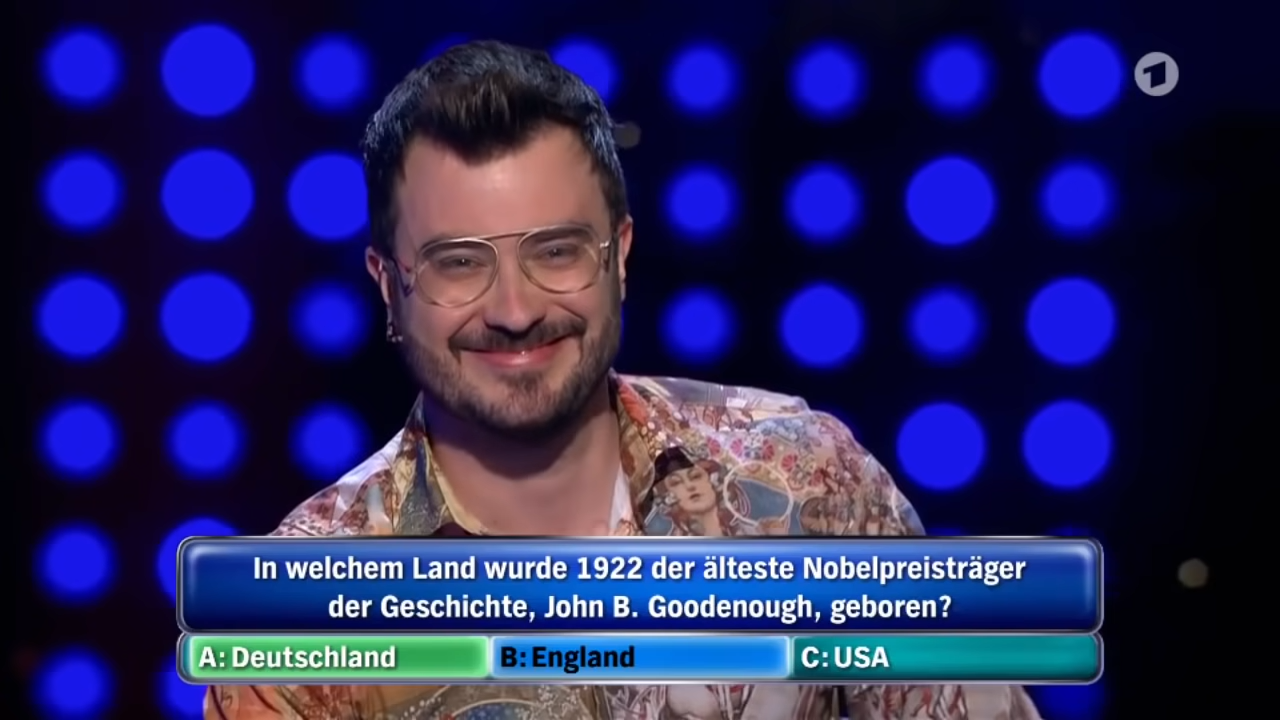 In welchem Land wurde 1922 der älteste Nobelpreisträger
der Geschichte, John B. Goodenough, geboren?
A: Deutschland B: England C: USA